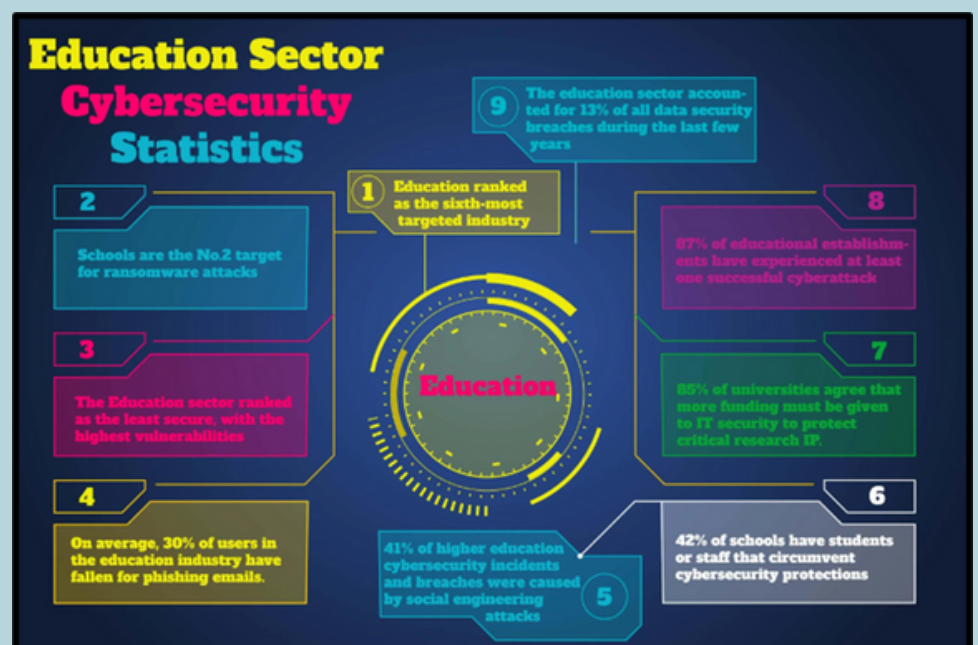 Education Sector
Cybersecurity
Statistics
9
The education sector accoun-
ted for 13% of all data security
breaches during the last few
years
1
Education ranked
as the sixth-most
targeted industry
2
Schools are the No.2 target
for ransomware attacks
3
The Education sector ranked
as the least secure, with the
highest vulnerabilities
4
On average, 30% of users in
the education industry have
fallen for phishing emails.
Education
41% of higher education
cybersecurity incidents
and breaches were caused
by social engineering
attacks
5
8
87% of educational establishm-
ents have experienced at least
one successful cyberattack
7
85% of universities agree that
more funding must be given
to IT security to protect
critical research IP.
6
42% of schools have students
or staff that circumvent
cybersecurity protections